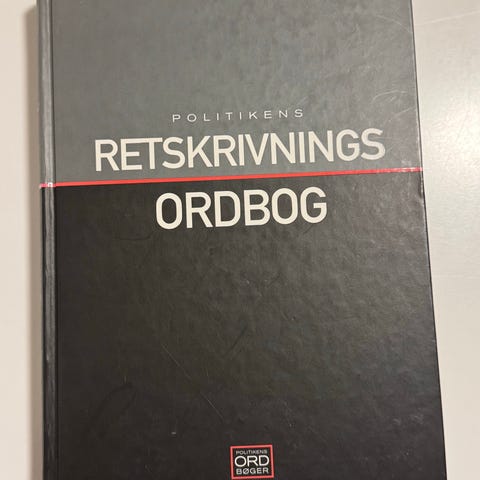 POLITIKENS
RETSKRIVNINGS
ORDBOG
POLITIKENS
ORD
BØGER